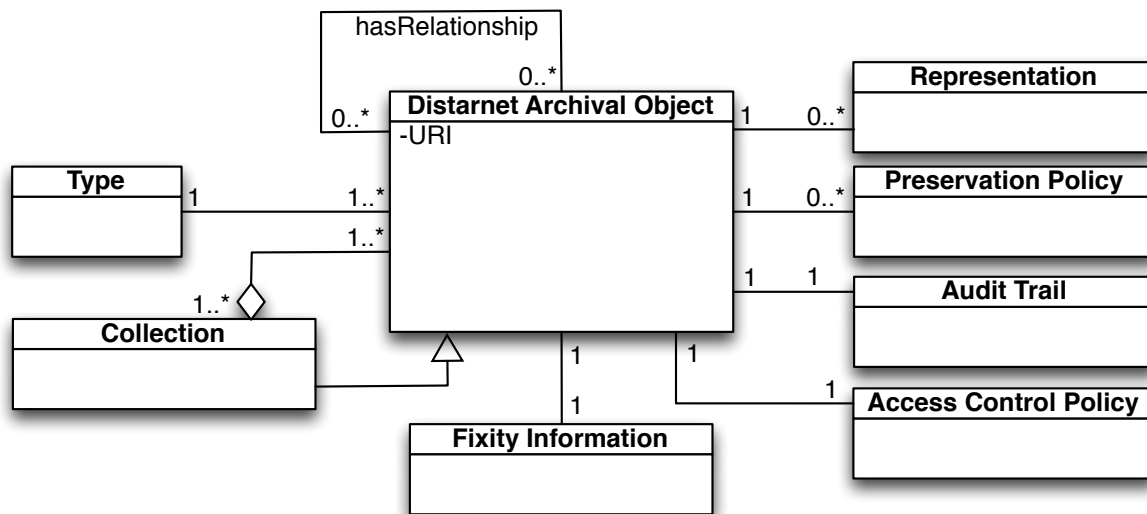 hasRelationship
0..*
0..*
Distarnet Archival Object
-URI
Representation
1
0..*
Type
1
1..*
Preservation Policy
1
0..*
1..*
1..*
Collection
Audit Trail
1
1
1
1
Fixity Information
1
1
Access Control Policy